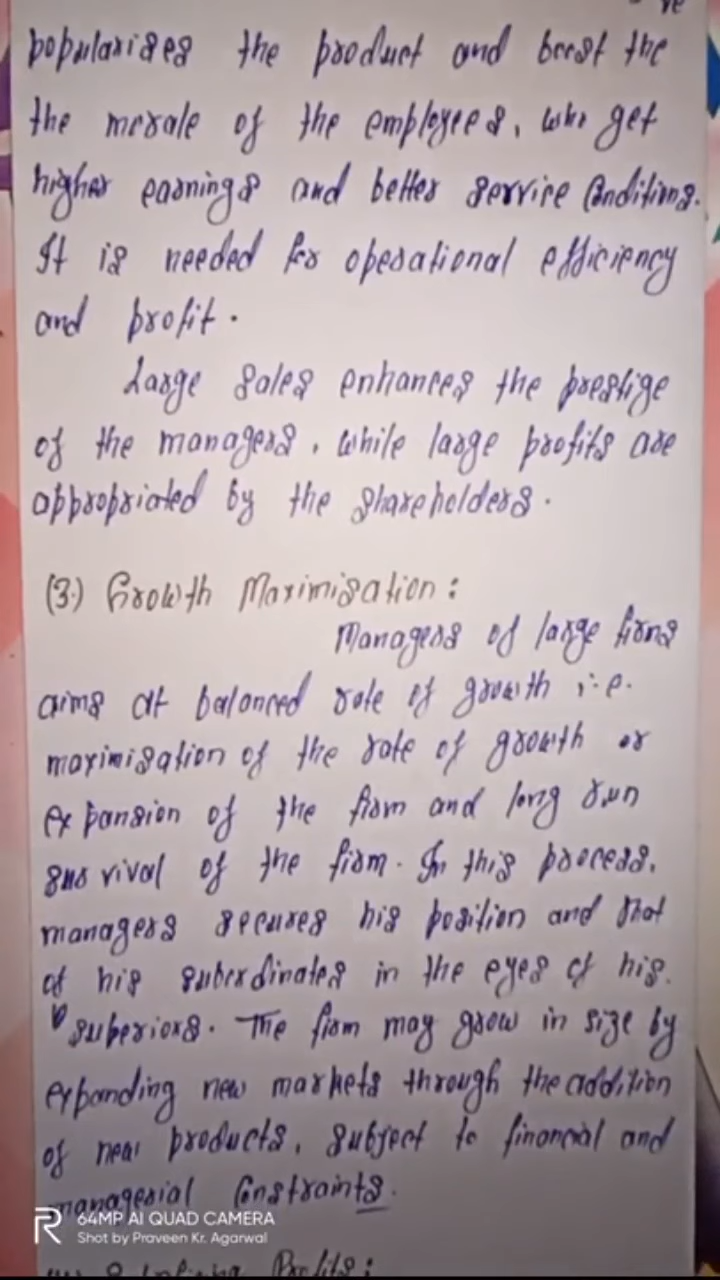 ve
popularises the product and boost the
the morale of the employees, who get
higher earnings and better service Conditions.
It is needed for operational efficiency
and profit.
Large sales enhances the prestige
of the managers, while large profits are
appropriated by the shareholders.
(3.) Growth Maximisation:
Managers of large firms
aims at balanced rate of growth i.e.
maximisation of the rate of growth or
expansion of the firm and long run
survival of the firm. In this process,
managers secures his position and that
of his subordinates in the eyes of his
superiors. The firm may grow in size by
expanding new markets through the addition
of new products, subject to financial and
managerial Constraints.
64MP AI QUAD CAMERA
Shot by Praveen Kr. Agarwal
Profits: